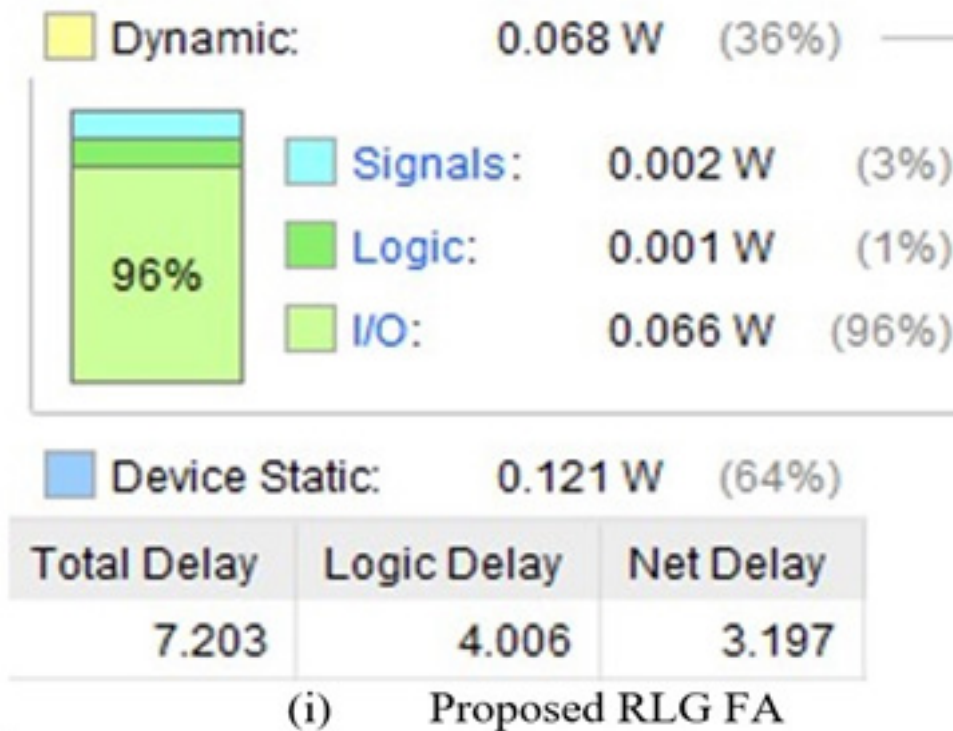 Dynamic: 0.068 W (36%)
Signals: 0.002 W (3%)
Logic: 0.001 W (1%)
96%
I/O: 0.066 W (96%)
Device Static: 0.121 W (64%)
Total Delay Logic Delay Net Delay
7.203 4.006 3.197
(i) Proposed RLG FA